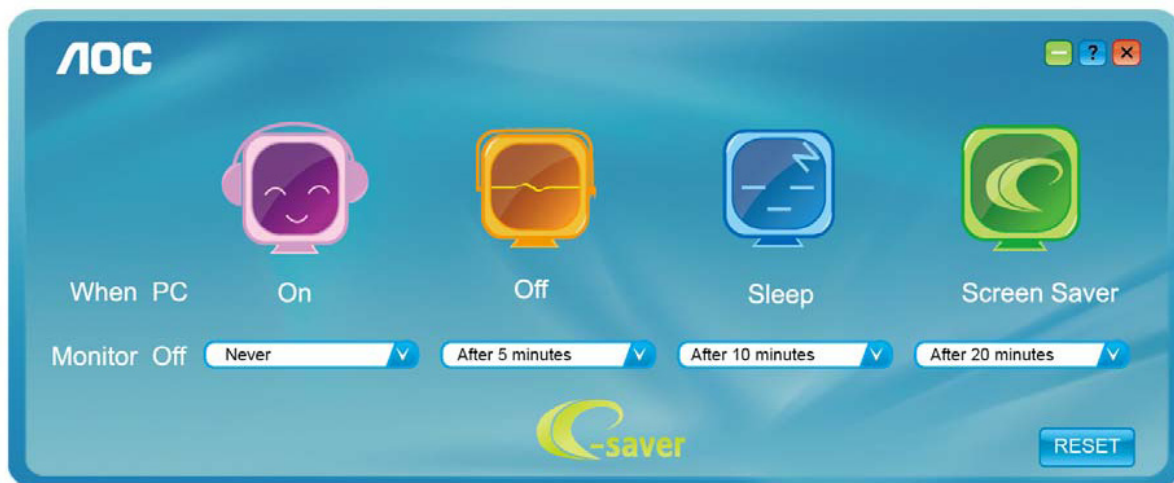 AOC
?
When PC On Off Sleep Screen Saver
Monitor Off Never After 5 minutes After 10 minutes After 20 minutes
e-saver
RESET